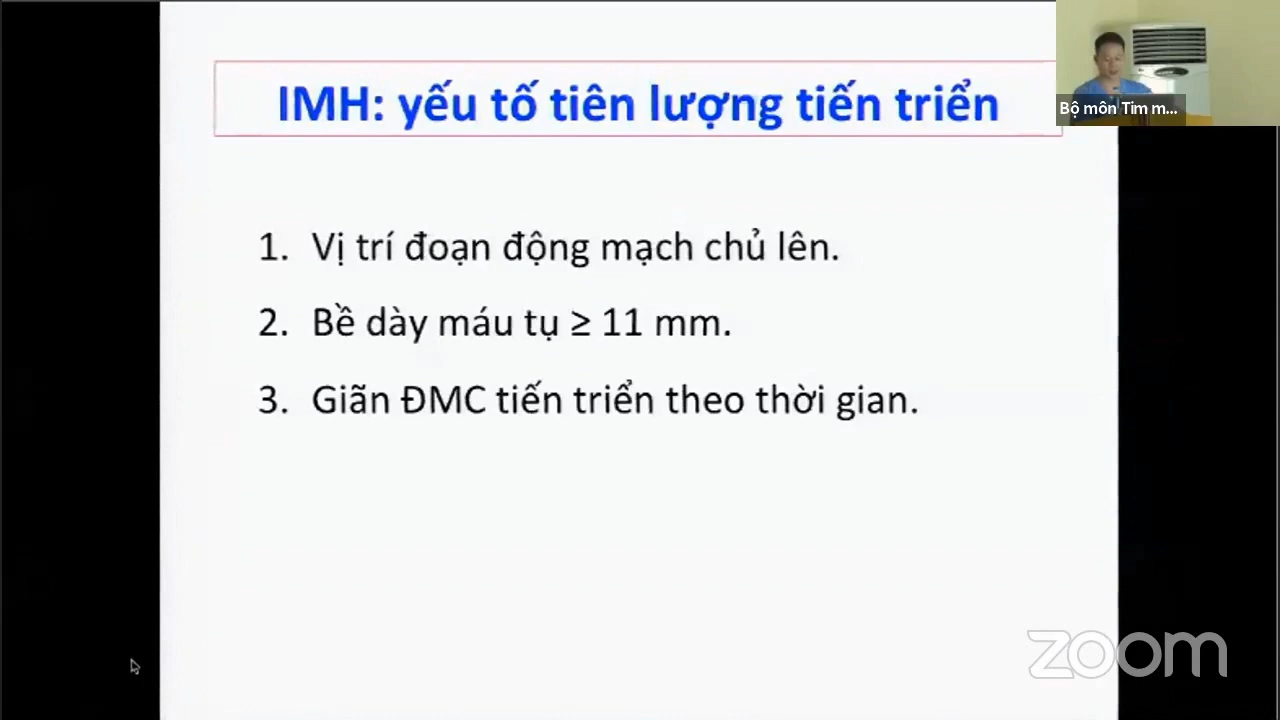 IMH: yếu tố tiên lượng tiến triển
Bộ môn Tim m...
1. Vị trí đoạn động mạch chủ lên.
2. Bề dày máu tụ ≥ 11 mm.
3. Giãn ĐMC tiến triển theo thời gian.
zoom